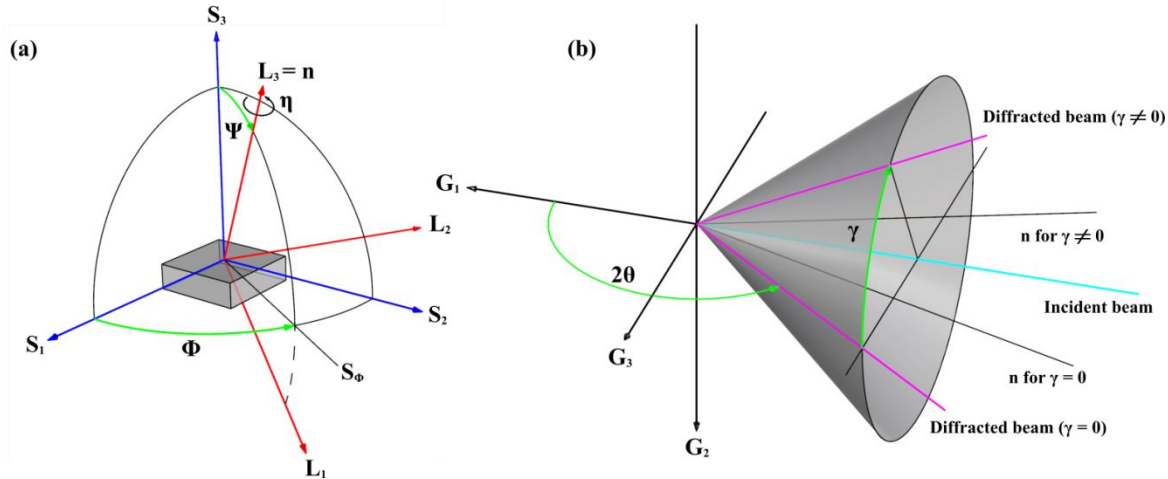 (a)
S₃
L₃ = n
η
Ψ
L₂
S₂
S₁
Φ
S_Φ
L₁
(b)
Diffracted beam (γ ≠ 0)
G₁
n for γ ≠ 0
γ
2θ
Incident beam
G₃
n for γ = 0
Diffracted beam (γ = 0)
G₂